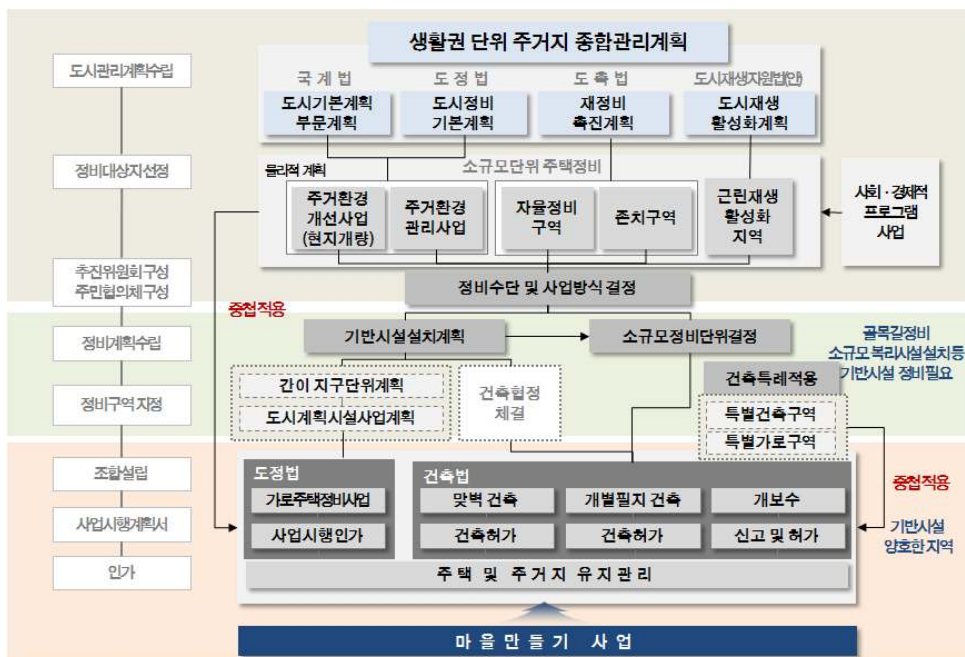 생활권 단위 주거지 종합관리계획
국 계 법
도 정 법
도 촉 법
도시재생지원법(안)
도시기본계획
부문계획
도시정비
기본계획
재정비
촉진계획
도시재생
활성화계획
도시관리계획수립
정비대상지선정
추진위원회구성
주민협의체구성
정비계획수립
정비구역 지정
조합설립
사업시행계획서
인가
물리적 계획
소규모단위 주택정비
주거환경
개선사업
(현지개량)
주거환경
관리사업
자율정비
구역
존치구역
근린재생
활성화
지역
사회·경제적
프로그램
사업
정비수단 및 사업방식 결정
중첩적용
기반시설설치계획
소규모정비단위결정
골목길정비
소규모 복리시설설치등
기반시설 정비필요
간이 지구단위계획
도시계획시설사업계획
건축협정
체결
건축특례적용
특별건축구역
특별가로구역
도정법
가로주택정비사업
사업시행인가
건축법
맞벽 건축
개별필지 건축
개보수
건축허가
건축허가
신고 및 허가
중첩적용
기반시설
양호한 지역
주 택 및 주 거 지 유 지 관 리
마 을 만 들 기 사 업